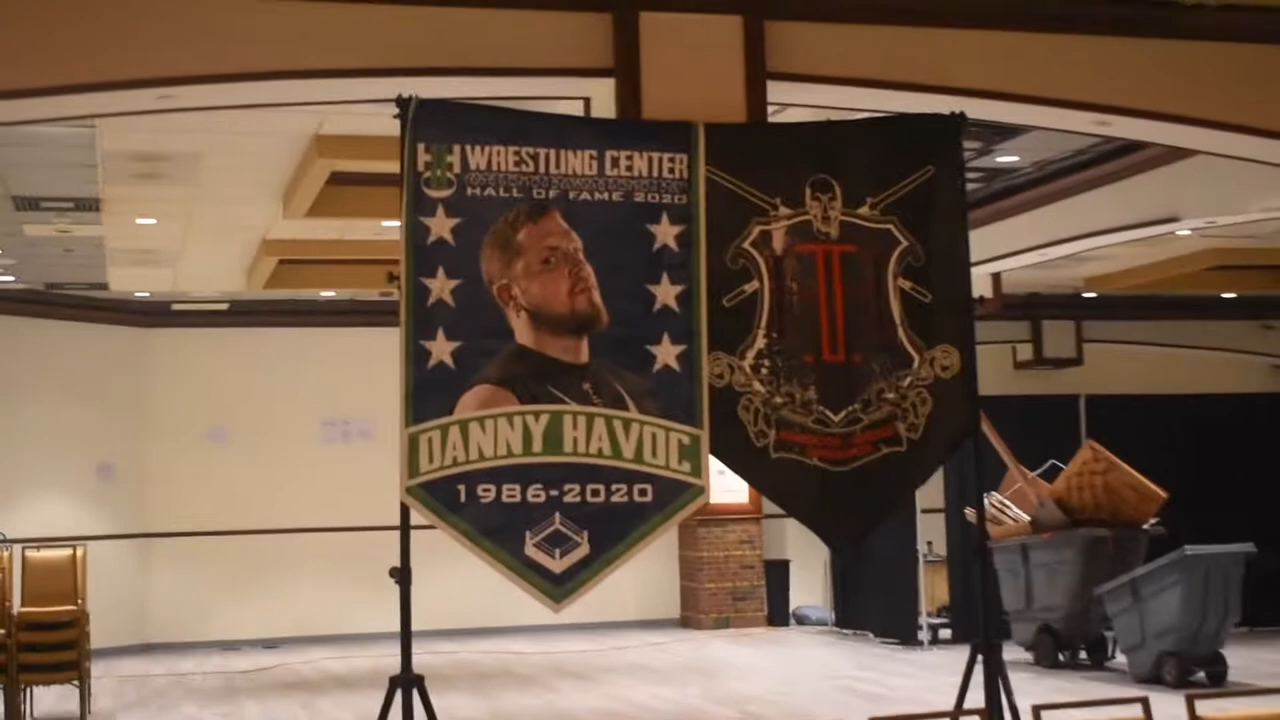 H
WRESTLING CENTER
HALL OF FAME 2020
DANNY HAVOC
1986-2020